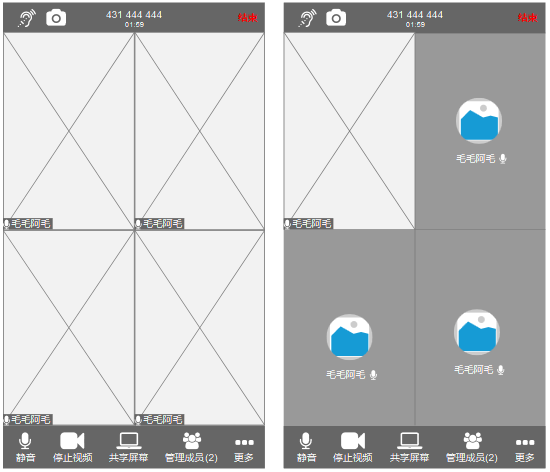 431 444 444
01:59
结束
毛毛阿毛
毛毛阿毛
毛毛阿毛
毛毛阿毛
静音
停止视频
共享屏幕
管理成员(2)
更多
431 444 444
01:59
结束
毛毛阿毛
毛毛阿毛
毛毛阿毛
毛毛阿毛
静音
停止视频
共享屏幕
管理成员(2)
更多